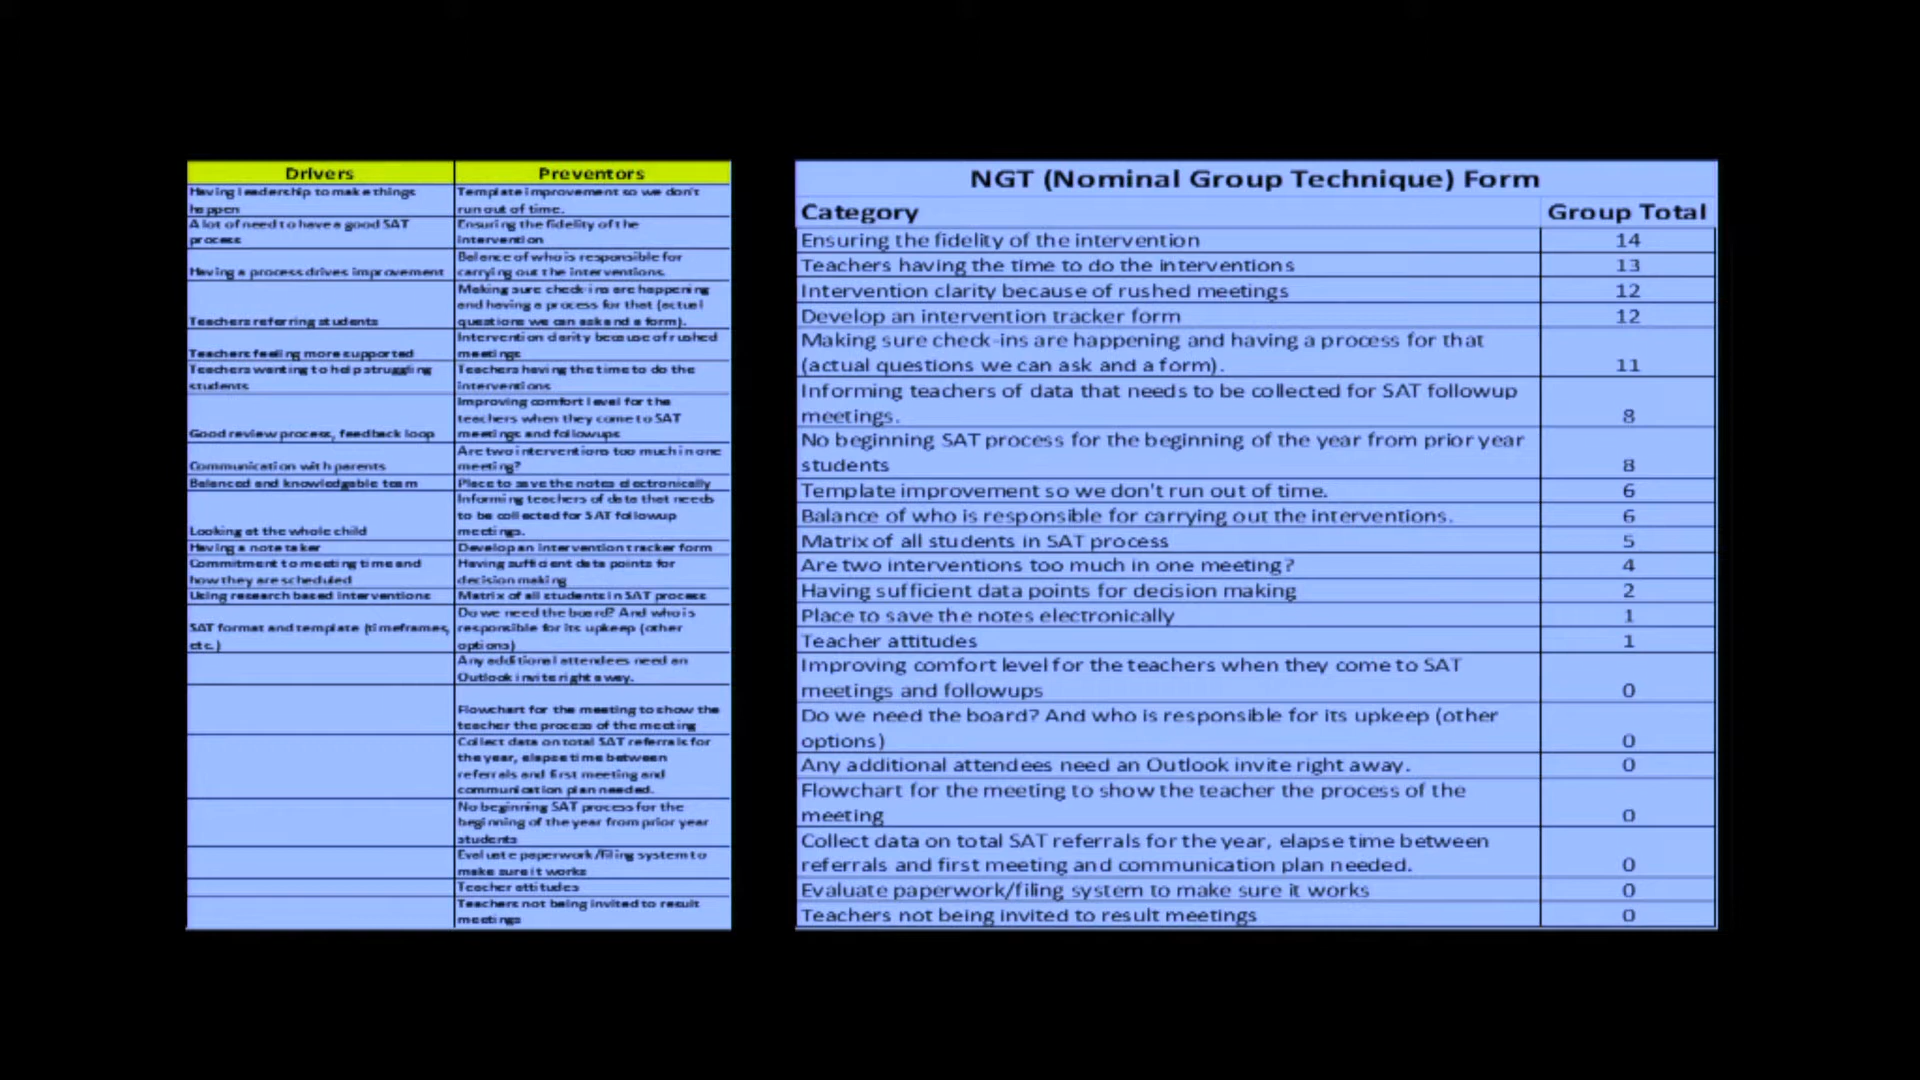 Drivers Preventors
Having leadership to make things
happen
Template improvement so we don't
run out of time.
A lot of need to have a good SAT
process
Ensuring the fidelity of the
intervention
Having a process drives improvement
Balance of who is responsible for
carrying out the interventions.
Teachers referring students
Making sure check-ins are happening
and having a process for that (actual
questions we can ask and a form).
Teachers feeling more supported
Intervention clarity because of rushed
meetings
Teachers wanting to help struggling
students
Teachers having the time to do the
interventions
Good review process, feedback loop
Improving comfort level for the
teachers when they come to SAT
meetings and followups
Communication with parents
Are two interventions too much in one
meeting?
Balanced and knowledgable team
Place to save the notes electronically
Looking at the whole child
Informing teachers of data that needs
to be collected for SAT followup
meetings.
Having a note taker
Develop an intervention tracker form
Commitment to meeting time and
how they are scheduled
Having sufficient data points for
decision making
Using research based interventions
Matrix of all students in SAT process
SAT format and template (timeframes,
etc.)
Do we need the board? And who is
responsible for its upkeep (other
options)
Any additional attendees need an
Outlook invite right away.
Flowchart for the meeting to show the
teacher the process of the meeting
Collect data on total SAT referrals for
the year, elapse time between
referrals and first meeting and
communication plan needed.
No beginning SAT process for the
beginning of the year from prior year
students
Evaluate paperwork/filing system to
make sure it works
Teacher attitudes
Teachers not being invited to result
meetings
NGT (Nominal Group Technique) Form
Category Group Total
Ensuring the fidelity of the intervention 14
Teachers having the time to do the interventions 13
Intervention clarity because of rushed meetings 12
Develop an intervention tracker form 12
Making sure check-ins are happening and having a process for that
(actual questions we can ask and a form). 11
Informing teachers of data that needs to be collected for SAT followup
meetings. 8
No beginning SAT process for the beginning of the year from prior year
students 8
Template improvement so we don't run out of time. 6
Balance of who is responsible for carrying out the interventions. 6
Matrix of all students in SAT process 5
Are two interventions too much in one meeting? 4
Having sufficient data points for decision making 2
Place to save the notes electronically 1
Teacher attitudes 1
Improving comfort level for the teachers when they come to SAT
meetings and followups 0
Do we need the board? And who is responsible for its upkeep (other
options) 0
Any additional attendees need an Outlook invite right away. 0
Flowchart for the meeting to show the teacher the process of the
meeting 0
Collect data on total SAT referrals for the year, elapse time between
referrals and first meeting and communication plan needed. 0
Evaluate paperwork/filing system to make sure it works 0
Teachers not being invited to result meetings 0